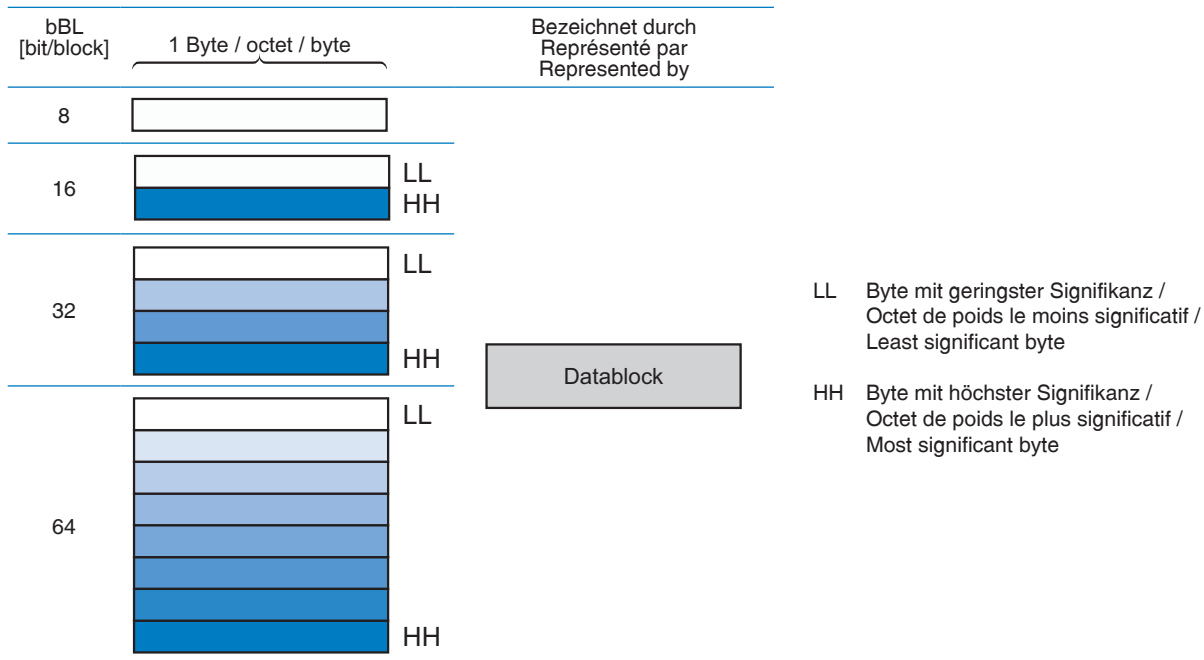 bBL
[bit/block]
1 Byte / octet / byte
Bezeichnet durch
Représenté par
Represented by
8
16
LL
HH
32
LL
HH
64
LL
HH
Datablock
LL Byte mit geringster Signifikanz /
Octet de poids le moins significatif /
Least significant byte
HH Byte mit höchster Signifikanz /
Octet de poids le plus significatif /
Most significant byte